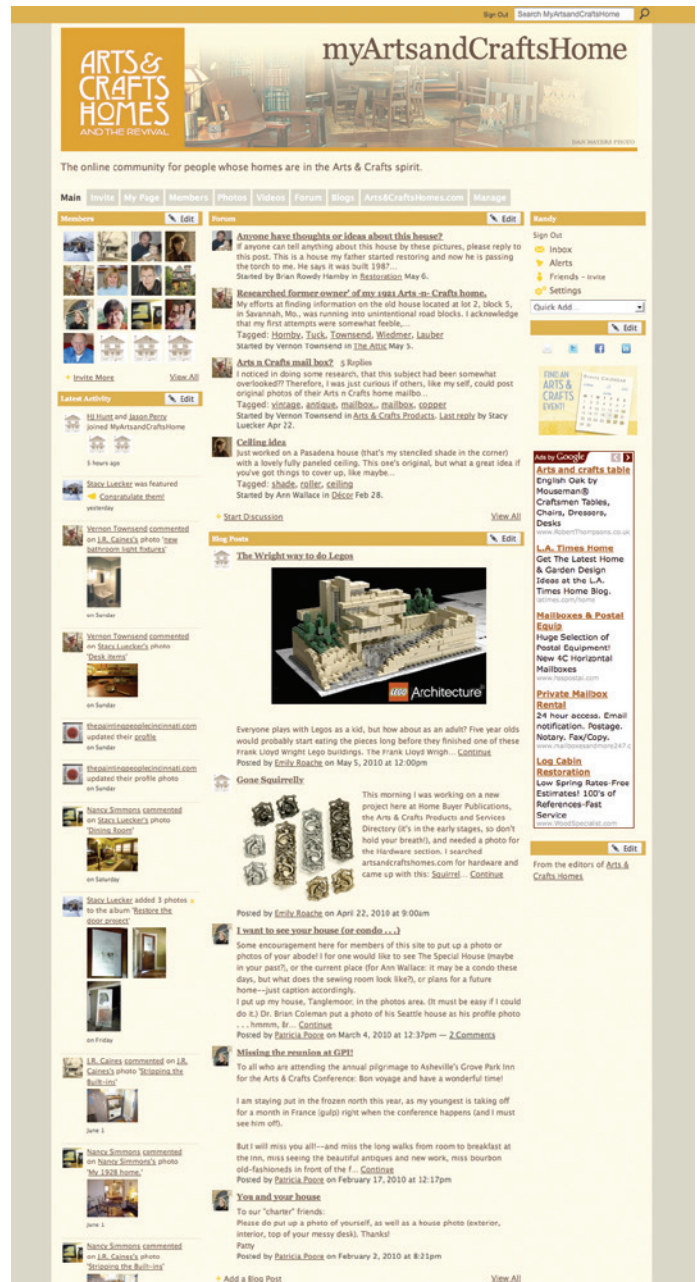 Sign Out
Search MyArtsandCraftsHome
ARTS &
CRAFTS
HOMES
AND THE REVIVAL
myArtsandCraftsHome
DAN MAYERS PHOTO
The online community for people whose homes are in the Arts & Crafts spirit.
Main Invite My Page Members Photos Videos Forum Blogs Arts&CraftsHomes.com Manage
Members
Edit
Invite More
View All
Latest Activity
Edit
HJ Hunt and Jason Perry
joined MyArtsandCraftsHome
5 hours ago
Stacy Luecker was featured
Congratulate them!
yesterday
Vernon Townsend commented
on J.R. Caines's photo 'new
bathroom light fixtures'
on Sunday
Vernon Townsend commented
on Stacy Luecker's photo
'Desk items'
on Sunday
thepaintingpeoplecincinnati.com
updated their profile
on Sunday
thepaintingpeoplecincinnati.com
updated their profile photo
on Sunday
Nancy Simmons commented
on Stacy Luecker's photo
'Dining Room'
on Saturday
Stacy Luecker added 3 photos
to the album 'Restore the
door project'
on Friday
J.R. Caines commented on J.R.
Caines's photo 'Stripping the
Built-ins'
June 1
Nancy Simmons commented
on Nancy Simmons's photo
'My 1928 home.'
June 1
Nancy Simmons commented
on J.R. Caines's photo
'Stripping the Built-ins'
Forum
Edit
Anyone have thoughts or ideas about this house?
If anyone can tell anything about this house by these pictures, please reply to
this post. This is a house my father started restoring and now he is passing
the torch to me. He says it was built 198?...
Started by Brian Rowdy Hamby in Restoration May 6.
Researched former owner' of my 1921 Arts -n- Crafts home.
My efforts at finding information on the old house located at lot 2, block 5,
in Savannah, Mo., was running into unintentional road blocks. I acknowledge
that my first attempts were somewhat feeble,...
Tagged: Hornby, Tuck, Townsend, Wiedmer, Lauber
Started by Vernon Townsend in The Attic May 5.
Arts n Crafts mail box? 5 Replies
I noticed in doing some research, that this subject had been somewhat
overlooked?? Therefore, I was just curious if others, like my self, could post
original photos of their Arts n Crafts home mailbo...
Tagged: vintage, antique, mailbox., mailbox, copper
Started by Vernon Townsend in Arts & Crafts Products. Last reply by Stacy
Luecker Apr 22.
Ceiling idea
Just worked on a Pasadena house (that's my stenciled shade in the corner)
with a lovely fully paneled ceiling. This one's original, but what a great idea if
you've got things to cover up, like maybe...
Tagged: shade, roller, ceiling
Started by Ann Wallace in Décor Feb 28.
Start Discussion
View All
Blog Posts
Edit
The Wright way to do Legos
LEGO Architecture
Everyone plays with Legos as a kid, but how about as an adult? Five year olds
would probably start eating the pieces long before they finished one of these
Frank Lloyd Wright Lego buildings. The Frank Lloyd Wrigh... Continue
Posted by Emily Roache on May 5, 2010 at 12:00pm
Gone Squirrelly
This morning I was working on a new
project here at Home Buyer Publications,
the Arts & Crafts Products and Services
Directory (it's in the early stages, so don't
hold your breath!), and needed a photo for
the Hardware section. I searched
artsandcraftshomes.com for hardware and
came up with this: Squirrel... Continue
Posted by Emily Roache on April 22, 2010 at 9:00am
I want to see your house (or condo . . .)
Some encouragement here for members of this site to put up a photo or
photos of your abode! I for one would like to see The Special House (maybe
in your past?), or the current place (for Ann Wallace: it may be a condo these
days, but what does the sewing room look like?), or plans for a future
home--just caption accordingly.
I put up my house, Tanglemoor, in the photos area. (It must be easy if I could
do it.) Dr. Brian Coleman put a photo of his Seattle house as his profile photo
. . . hmmm, Br... Continue
Posted by Patricia Poore on March 4, 2010 at 12:37pm — 2 Comments
Missing the reunion at GPI!
To all who are attending the annual pilgrimage to Asheville's Grove Park Inn
for the Arts & Crafts Conference: Bon voyage and have a wonderful time!
I am staying put in the frozen north this year, as my youngest is taking off
for a month in France (gulp) right when the conference happens (and I must
see him off).
But I will miss you all!--and miss the long walks from room to breakfast at
the inn, miss seeing the beautiful antiques and new work, miss bourbon
old-fashioneds in front of the f... Continue
Posted by Patricia Poore on February 17, 2010 at 12:17pm
You and your house
To our "charter" friends:
Please do put up a photo of yourself, as well as a house photo (exterior,
interior, top of your messy desk). Thanks!
Patty
Posted by Patricia Poore on February 2, 2010 at 8:21pm
Add a Blog Post
View All
Randy
Sign Out
Inbox
Alerts
Friends – Invite
Settings
Quick Add...
Edit
FIND AN
ARTS &
CRAFTS
EVENT!
EVENTS CALENDAR
Ads by Google
Arts and crafts table
English Oak by
Mouseman®
Craftsmen Tables,
Chairs, Dressers,
Desks
www.RobertThompsons.co.uk
L.A. Times Home
Get The Latest Home
& Garden Design
Ideas at the L.A.
Times Home Blog.
latimes.com/home
Mailboxes & Postal
Equip
Huge Selection of
Postal Equipment!
New 4C Horizontal
Mailboxes
www.haspostal.com
Private Mailbox
Rental
24 hour access. Email
notification. Postage.
Notary. Fax/Copy.
www.mailboxesandmore247.c
Log Cabin
Restoration
Low Spring Rates-Free
Estimates! 100's of
References-Fast
Service
www.WoodSpecialist.com
Edit
From the editors of Arts &
Crafts Homes